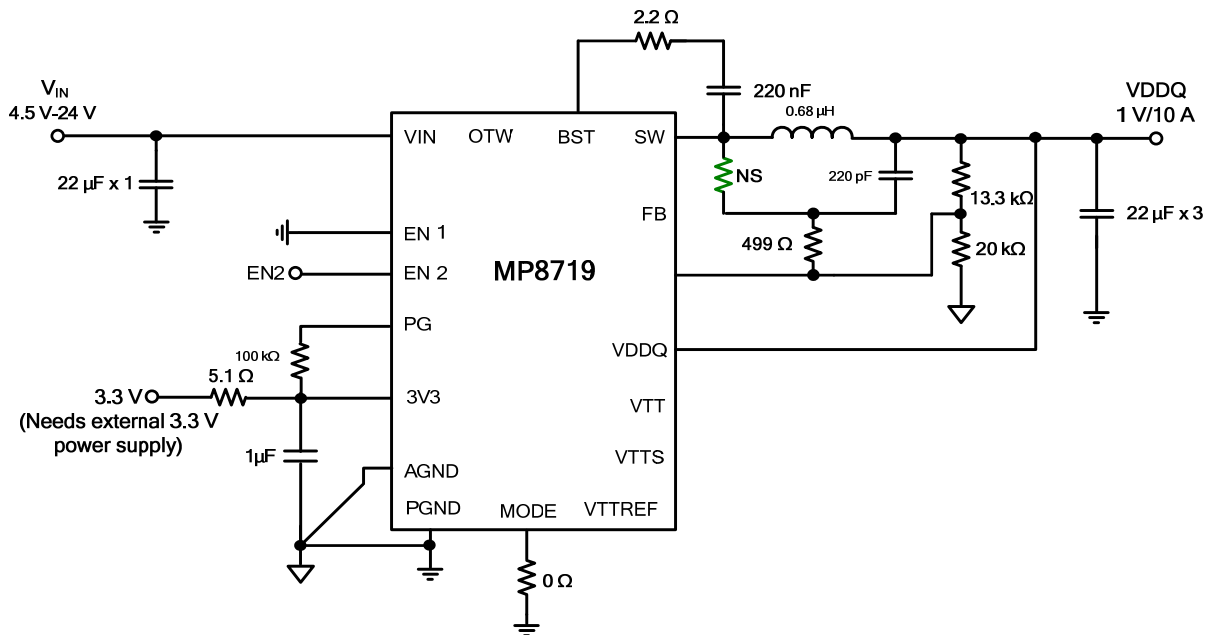 2.2 Ω
V_IN
4.5 V-24 V
220 nF
0.68 µH
VDDQ
1 V/10 A
VIN
OTW
BST
SW
22 µF x 1
NS
220 pF
13.3 kΩ
22 µF x 3
FB
499 Ω
20 kΩ
EN 1
EN2
EN 2
MP8719
PG
100 kΩ
VDDQ
5.1 Ω
3.3 V
(Needs external 3.3 V
power supply)
3V3
VTT
1µF
AGND
VTTS
PGND
MODE
VTTREF
0 Ω